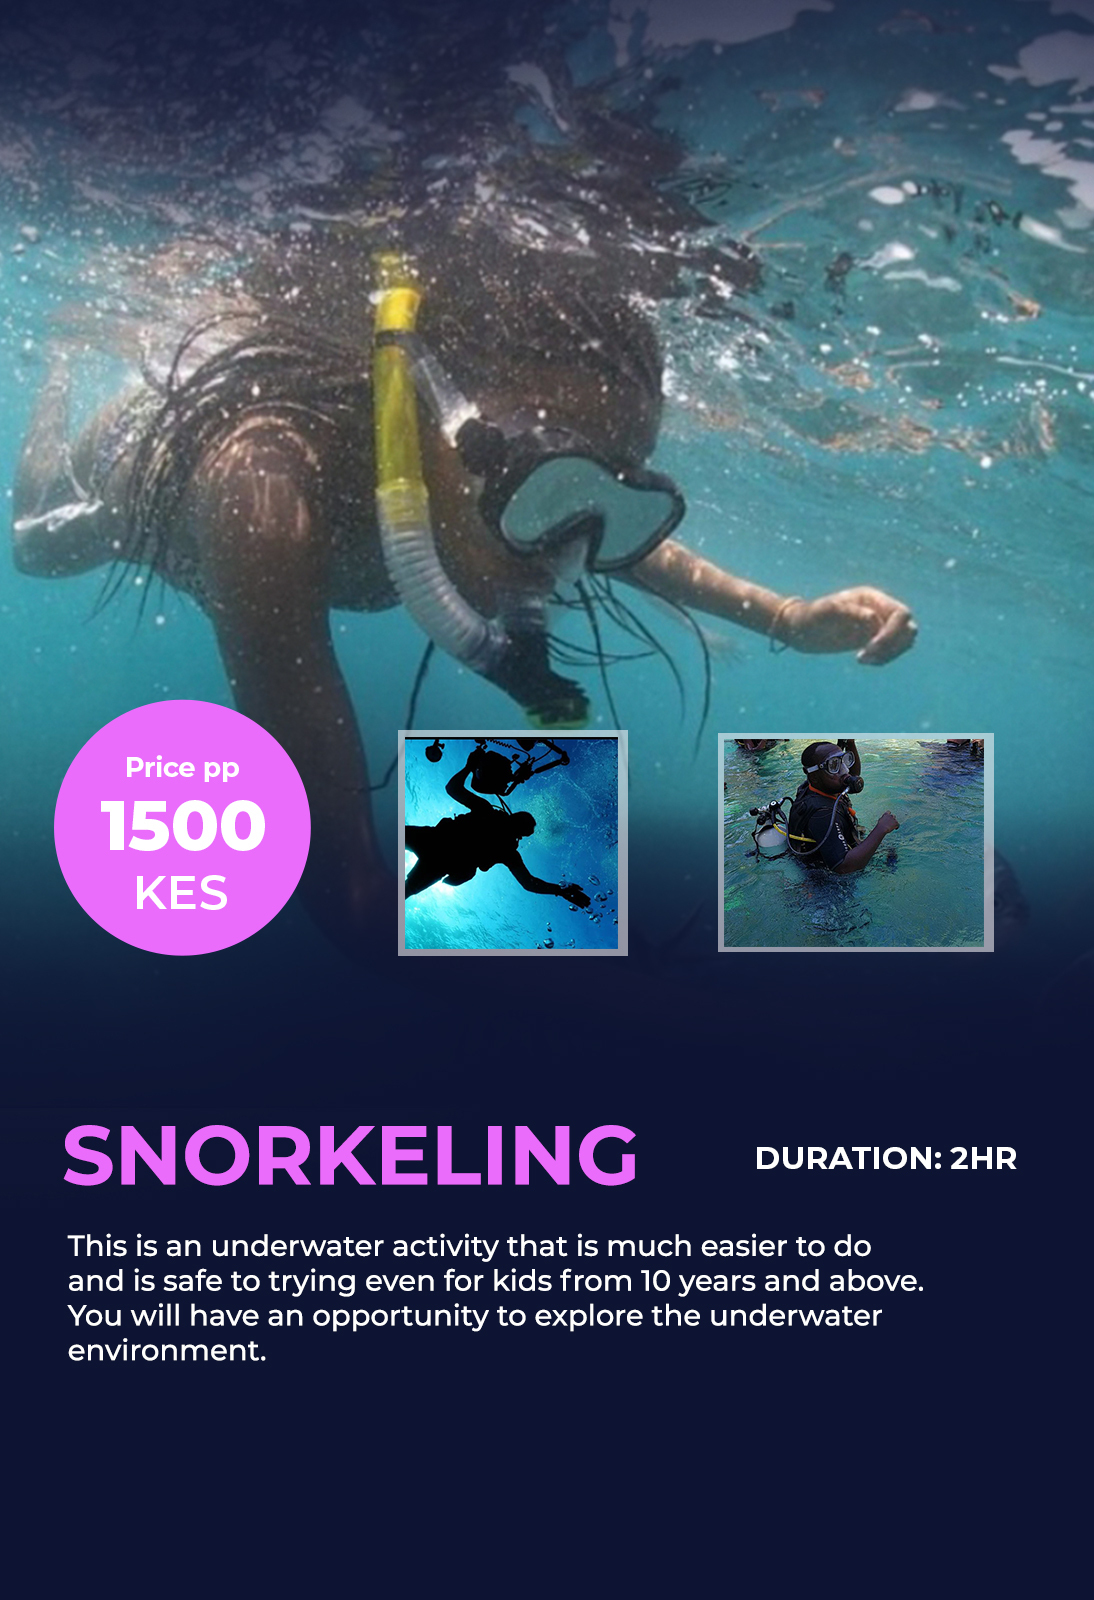 Price pp
1500
KES
SNORKELING
DURATION: 2HR
This is an underwater activity that is much easier to do
and is safe to trying even for kids from 10 years and above.
You will have an opportunity to explore the underwater
environment.